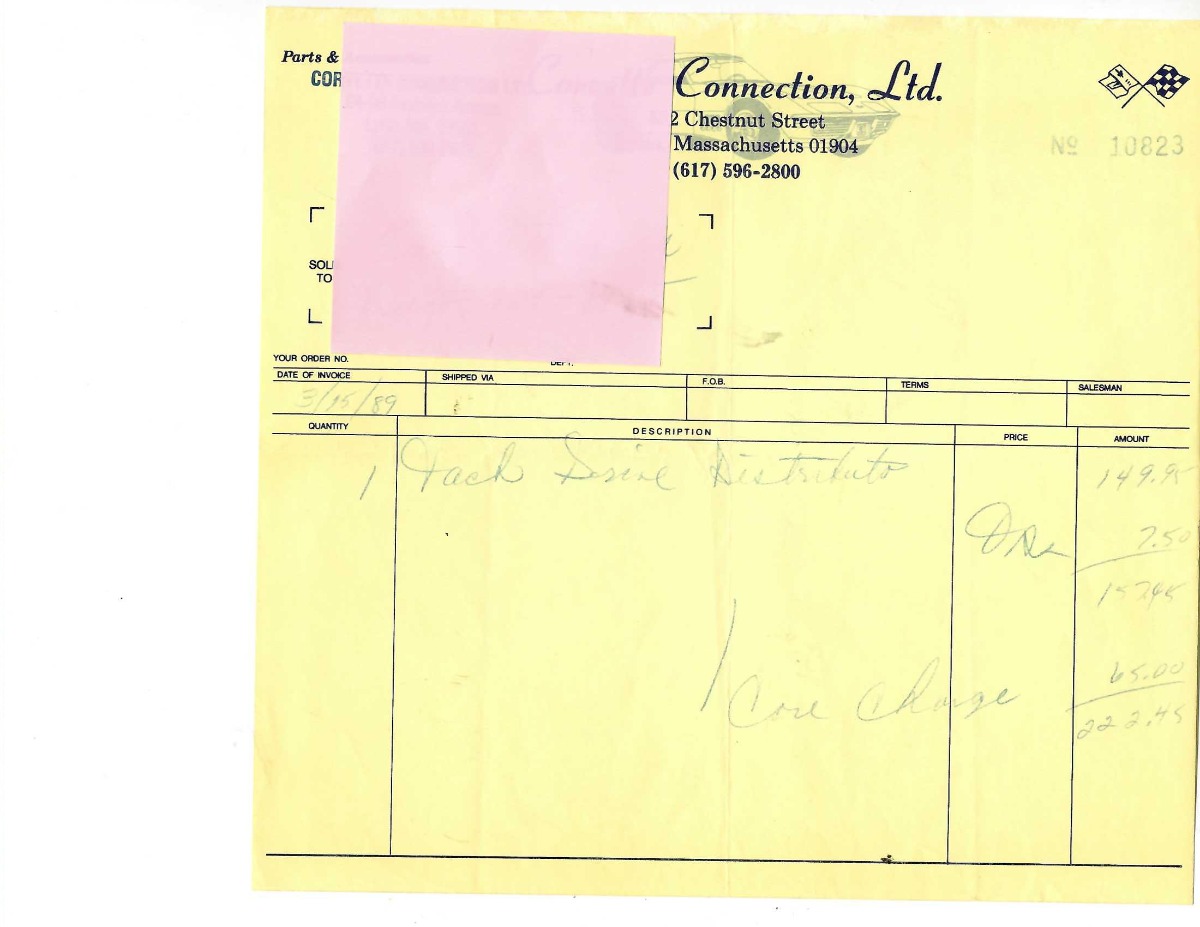 Parts &
COR
Connection, Ltd.
2 Chestnut Street
Massachusetts 01904
(617) 596-2800
Nº 10823
SOL
TO
YOUR ORDER NO.
DEPT.
DATE OF INVOICE SHIPPED VIA F.O.B. TERMS SALESMAN
3/15/89
QUANTITY DESCRIPTION PRICE AMOUNT
1 Tach Drive Distributo 149.95
7.50
157.45
65.00
1 Core Charge
222.45